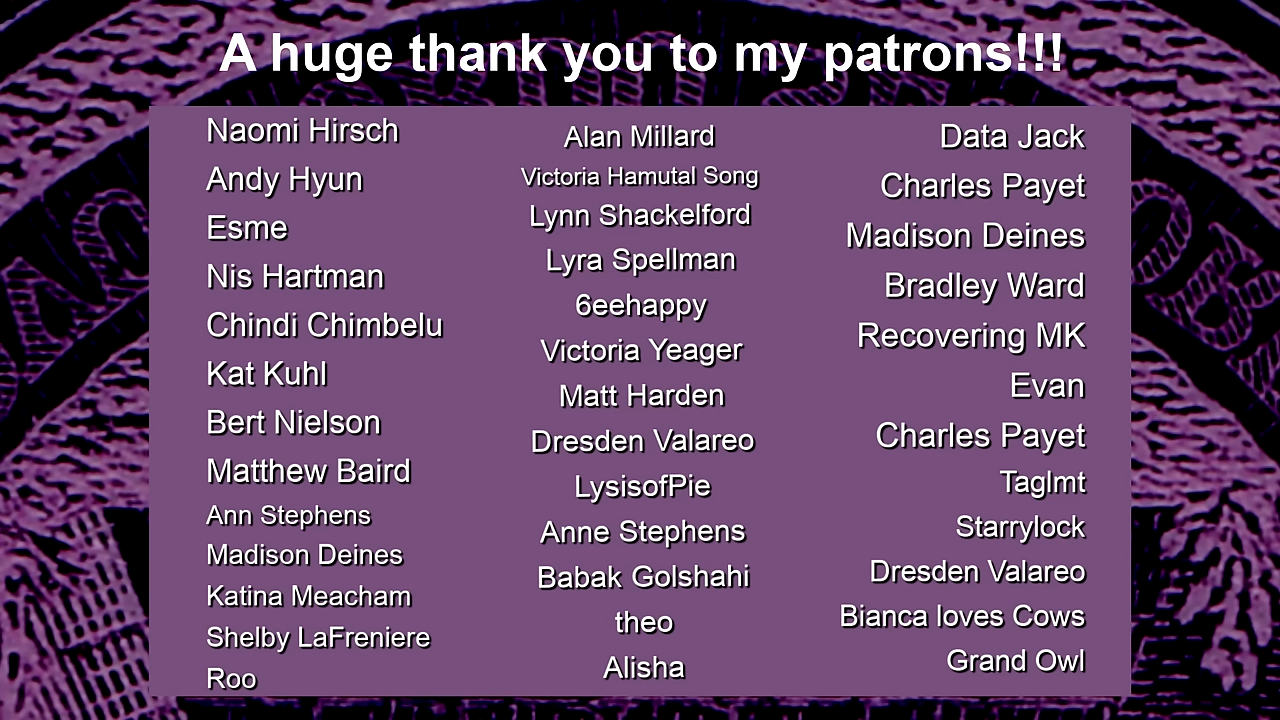 A huge thank you to my patrons!!!
Naomi Hirsch
Andy Hyun
Esme
Nis Hartman
Chindi Chimbelu
Kat Kuhl
Bert Nielson
Matthew Baird
Ann Stephens
Madison Deines
Katina Meacham
Shelby LaFreniere
Roo
Alan Millard
Victoria Hamutal Song
Lynn Shackelford
Lyra Spellman
6eehappy
Victoria Yeager
Matt Harden
Dresden Valareo
LysisofPie
Anne Stephens
Babak Golshahi
theo
Alisha
Data Jack
Charles Payet
Madison Deines
Bradley Ward
Recovering MK
Evan
Charles Payet
Taglmt
Starrylock
Dresden Valareo
Bianca loves Cows
Grand Owl